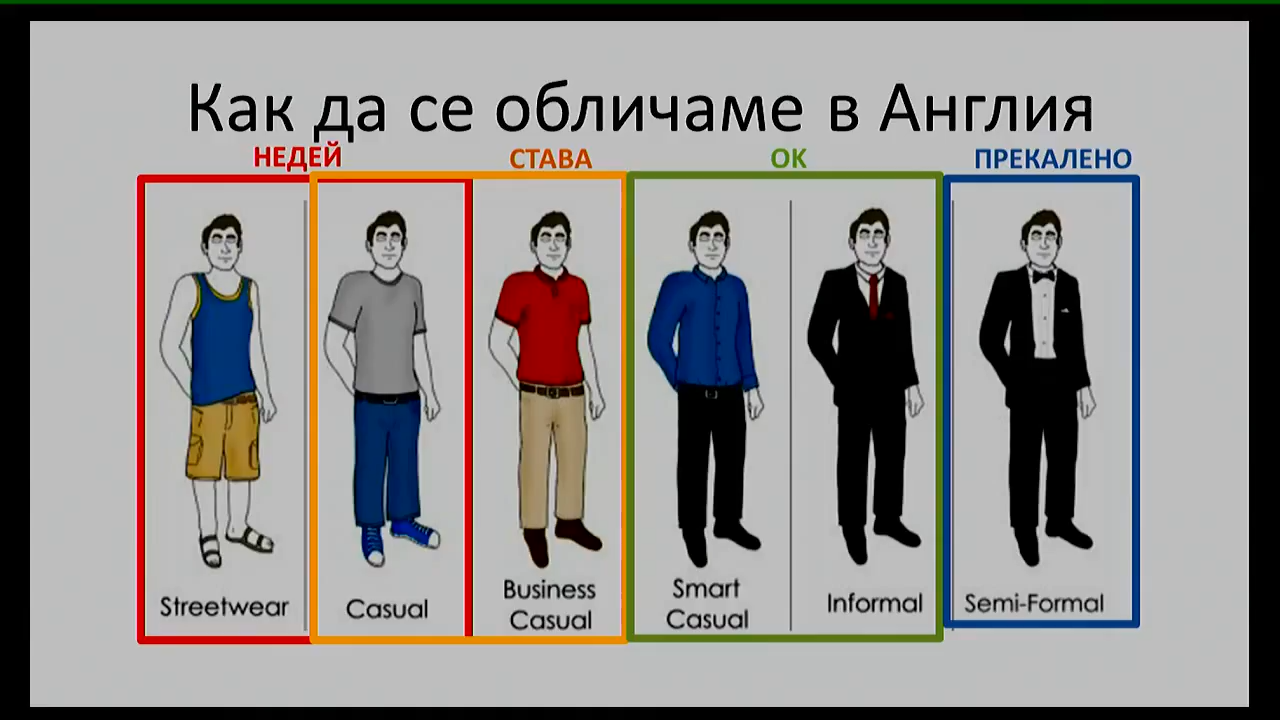 Как да се обличаме в Англия
НЕДЕЙ
СТАВА
ОК
ПРЕКАЛЕНО
Streetwear
Casual
Business
Casual
Smart
Casual
Informal
Semi-Formal